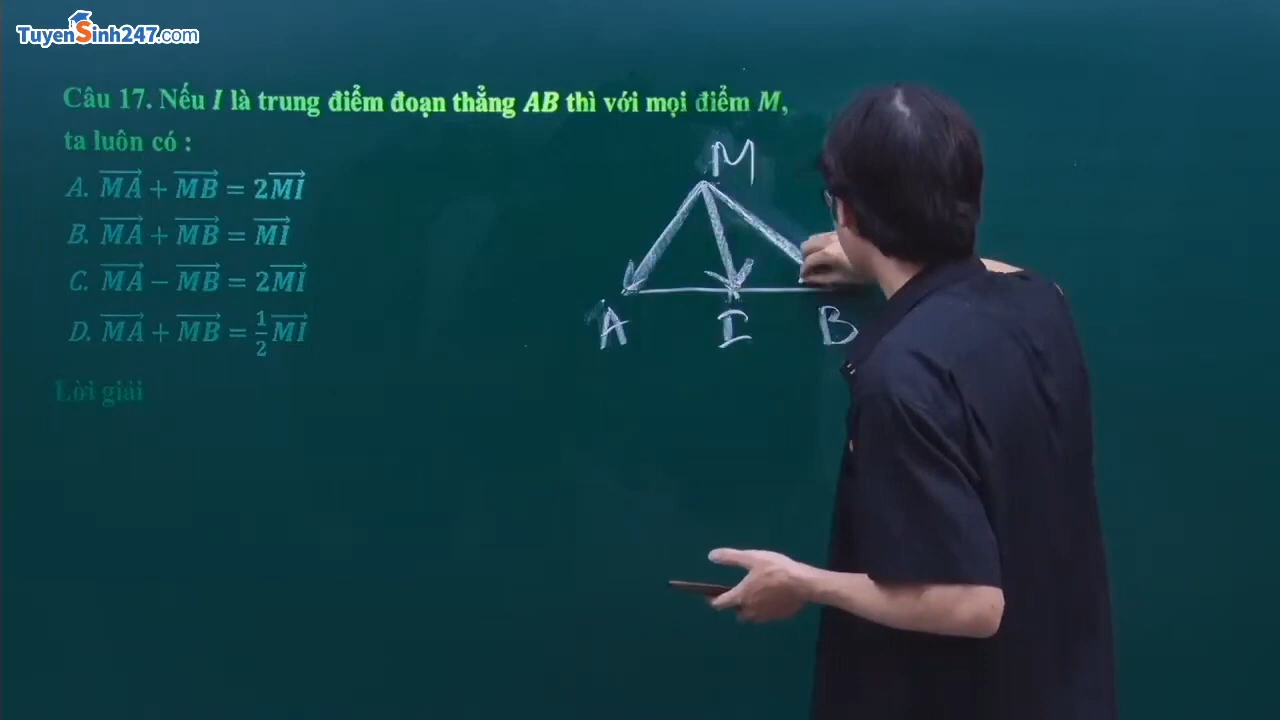 TuyenSinh247.com
Câu 17. Nếu I là trung điểm đoạn thẳng AB thì với mọi điểm M,
ta luôn có :
A. \overrightarrow{MA} + \overrightarrow{MB} = 2\overrightarrow{MI}
B. \overrightarrow{MA} + \overrightarrow{MB} = \overrightarrow{MI}
C. \overrightarrow{MA} − \overrightarrow{MB} = 2\overrightarrow{MI}
D. \overrightarrow{MA} + \overrightarrow{MB} = \frac{1}{2}\overrightarrow{MI}
Lời giải
M
A I B